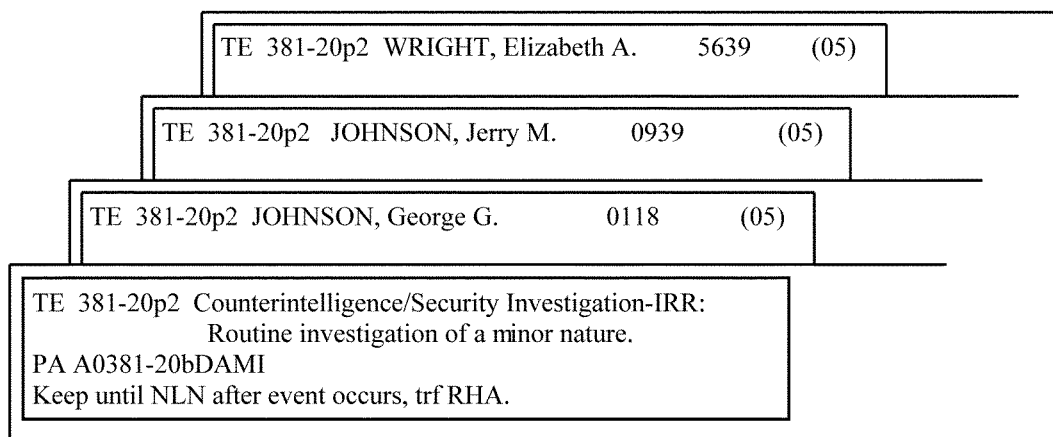 TE 381-20p2 WRIGHT, Elizabeth A. 5639 (05)
TE 381-20p2 JOHNSON, Jerry M. 0939 (05)
TE 381-20p2 JOHNSON, George G. 0118 (05)
TE 381-20p2 Counterintelligence/Security Investigation-IRR:
Routine investigation of a minor nature.
PA A0381-20bDAMI
Keep until NLN after event occurs, trf RHA.